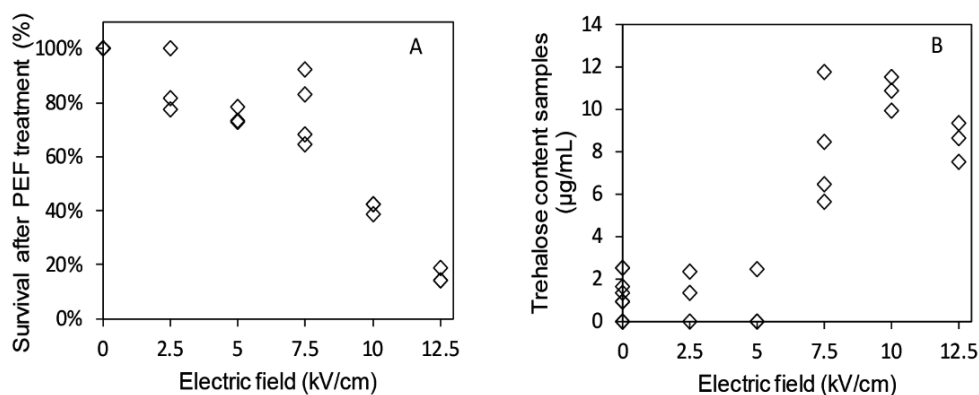 A
Survival after PEF treatment (%)
100%
80%
60%
40%
20%
0%
0 2.5 5 7.5 10 12.5
Electric field (kV/cm)
B
Trehalose content samples
(µg/mL)
14
12
10
8
6
4
2
0
0 2.5 5 7.5 10 12.5
Electric field (kV/cm)